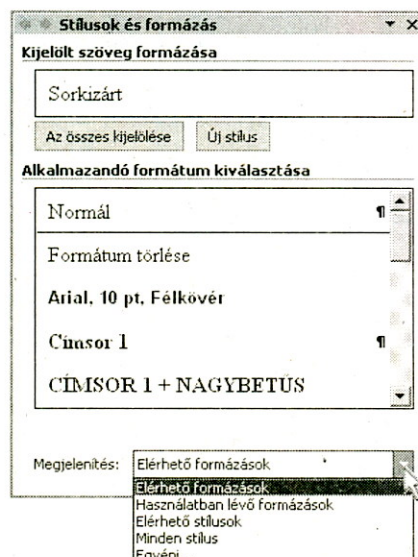 Stílusok és formázás
Kijelölt szöveg formázása
Sorkizárt
Az összes kijelölése Új stílus
Alkalmazandó formátum kiválasztása
Normál ¶
Formátum törlése
Arial, 10 pt, Félkövér
Címsor 1 ¶
CÍMSOR 1 + NAGYBETŰS
Megjelenítés: Elérhető formázások
Elérhető formázások
Használatban lévő formázások
Elérhető stílusok
Minden stílus
Egyéni...